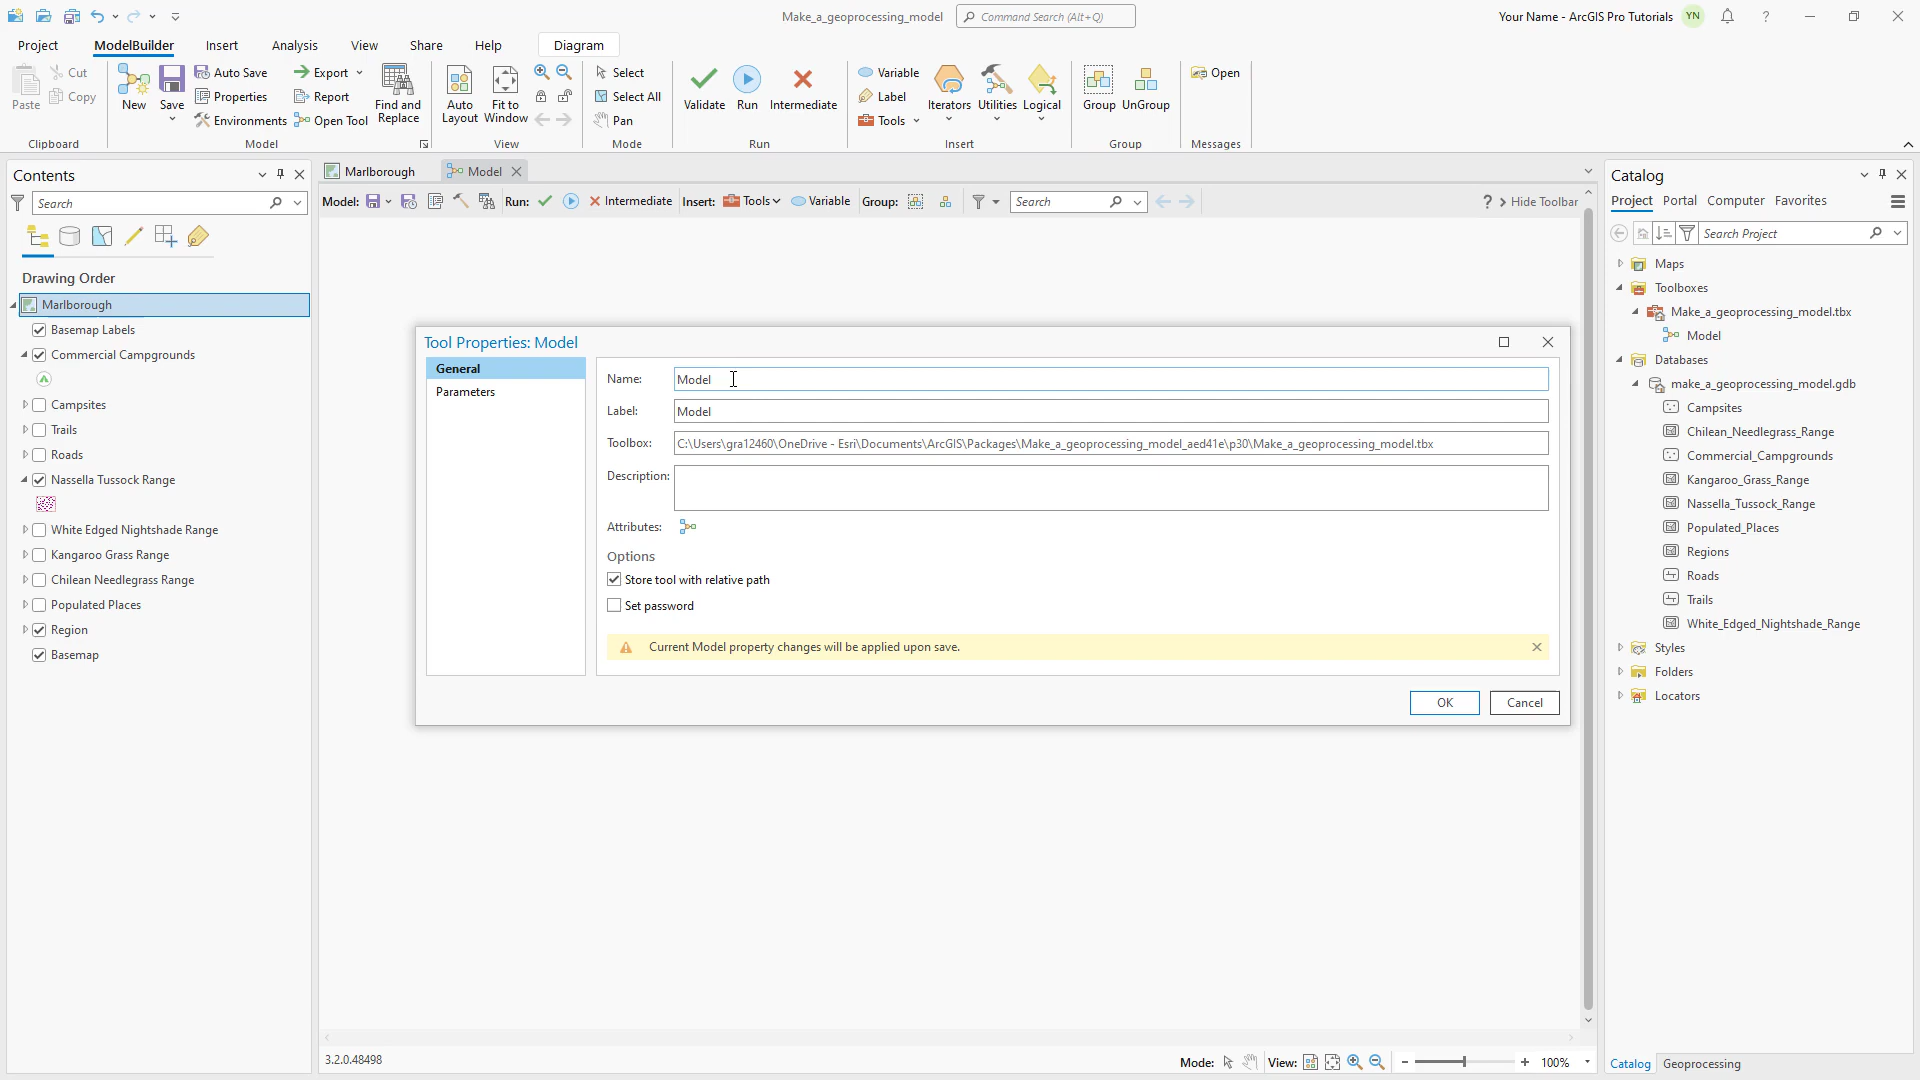 Make_a_geoprocessing_model
Command Search (Alt+Q)
Your Name - ArcGIS Pro Tutorials
YN
?
Project
ModelBuilder
Insert
Analysis
View
Share
Help
Diagram
Paste
Cut
Copy
Clipboard
New
Save
Auto Save
Properties
Environments
Export
Report
Open Tool
Find and Replace
Model
Auto Layout
Fit to Window
View
Select
Select All
Pan
Mode
Validate
Run
Intermediate
Run
Variable
Label
Tools
Iterators
Utilities
Logical
Insert
Group
UnGroup
Group
Open
Messages
Contents
Search
Drawing Order
Marlborough
Basemap Labels
Commercial Campgrounds
Campsites
Trails
Roads
Nassella Tussock Range
White Edged Nightshade Range
Kangaroo Grass Range
Chilean Needlegrass Range
Populated Places
Region
Basemap
Marlborough
Model
Model:
Run:
Intermediate
Insert:
Tools
Variable
Group:
Search
? > Hide Toolbar
Tool Properties: Model
General
Parameters
Name: Model
Label: Model
Toolbox: C:\Users\gra12460\OneDrive - Esri\Documents\ArcGIS\Packages\Make_a_geoprocessing_model_aed41e\p30\Make_a_geoprocessing_model.tbx
Description:
Attributes:
Options
Store tool with relative path
Set password
Current Model property changes will be applied upon save.
OK
Cancel
3.2.0.48498
Mode:
View:
100%
Catalog
Project
Portal
Computer
Favorites
Search Project
Maps
Toolboxes
Make_a_geoprocessing_model.tbx
Model
Databases
make_a_geoprocessing_model.gdb
Campsites
Chilean_Needlegrass_Range
Commercial_Campgrounds
Kangaroo_Grass_Range
Nassella_Tussock_Range
Populated_Places
Regions
Roads
Trails
White_Edged_Nightshade_Range
Styles
Folders
Locators
Catalog
Geoprocessing